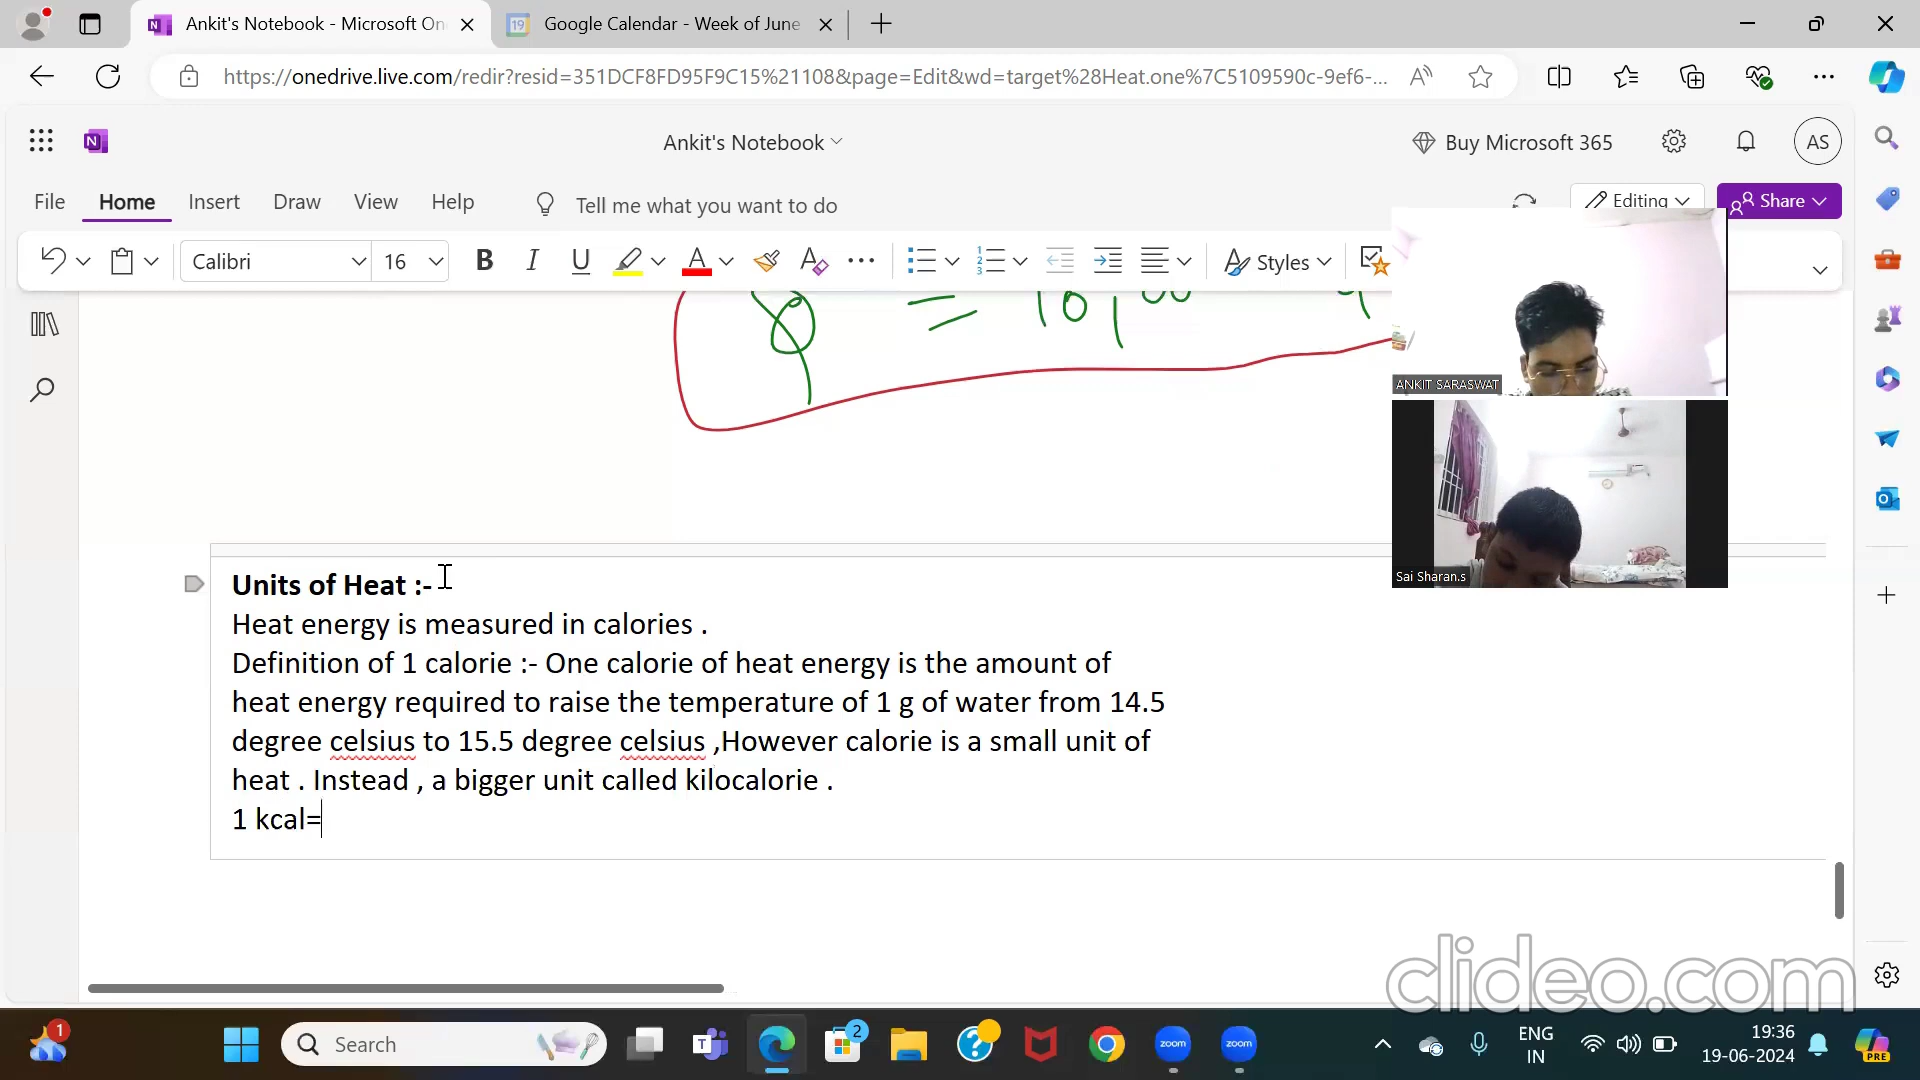 Ankit's Notebook - Microsoft On
19
Google Calendar - Week of June
https://onedrive.live.com/redir?resid=351DCF8FD95F9C15%21108&page=Edit&wd=target%28Heat.one%7C5109590c-9ef6-...
N
Ankit's Notebook
Buy Microsoft 365
AS
File
Home
Insert
Draw
View
Help
Tell me what you want to do
Editing
Share
Calibri
16
B
I
U
A
Styles
ANKIT SARASWAT
Sai Sharan.s
Units of Heat :-
Heat energy is measured in calories .
Definition of 1 calorie :- One calorie of heat energy is the amount of
heat energy required to raise the temperature of 1 g of water from 14.5
degree celsius to 15.5 degree celsius ,However calorie is a small unit of
heat . Instead , a bigger unit called kilocalorie .
1 kcal=
clideo.com
1
Search
2
zoom
zoom
ENG
IN
19:36
19-06-2024
PRE